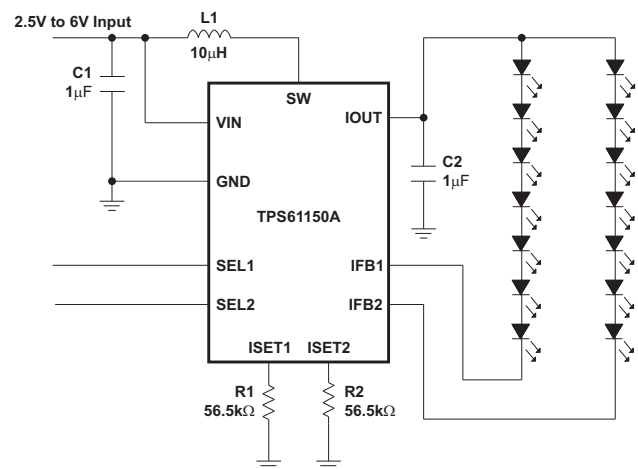 2.5V to 6V Input
L1
10μH
C1
1μF
SW
VIN
IOUT
C2
1μF
GND
TPS61150A
SEL1
IFB1
SEL2
IFB2
ISET1
ISET2
R1
56.5kΩ
R2
56.5kΩ